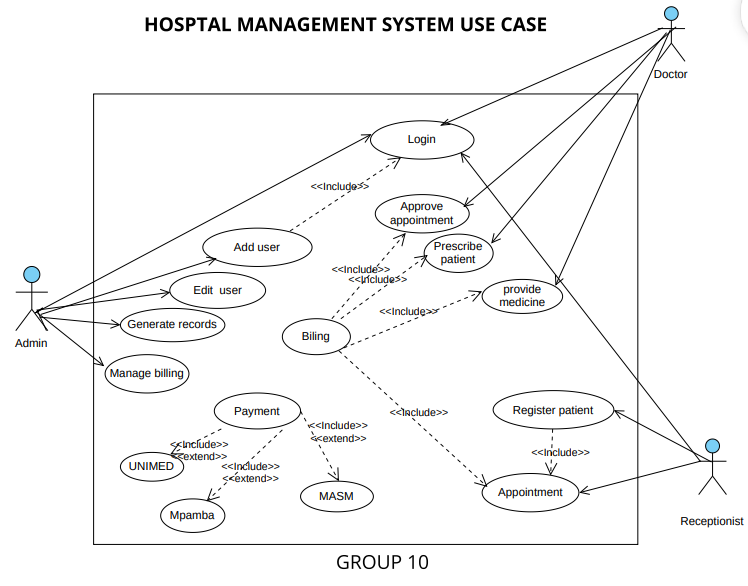 HOSPTAL MANAGEMENT SYSTEM USE CASE
Doctor
Login
<<Include>>
Approve
appointment
Add user
Prescribe
patient
<<Include>>
<<Include>>
Edit user
provide
medicine
<<Include>>
Generate records
Biling
Admin
Manage billing
Payment
<<Include>>
Register patient
<<Include>>
<<extend>>
<<Include>>
<<extend>>
<<Include>>
UNIMED
<<Include>>
<<extend>>
MASM
Appointment
Mpamba
Receptionist
GROUP 10